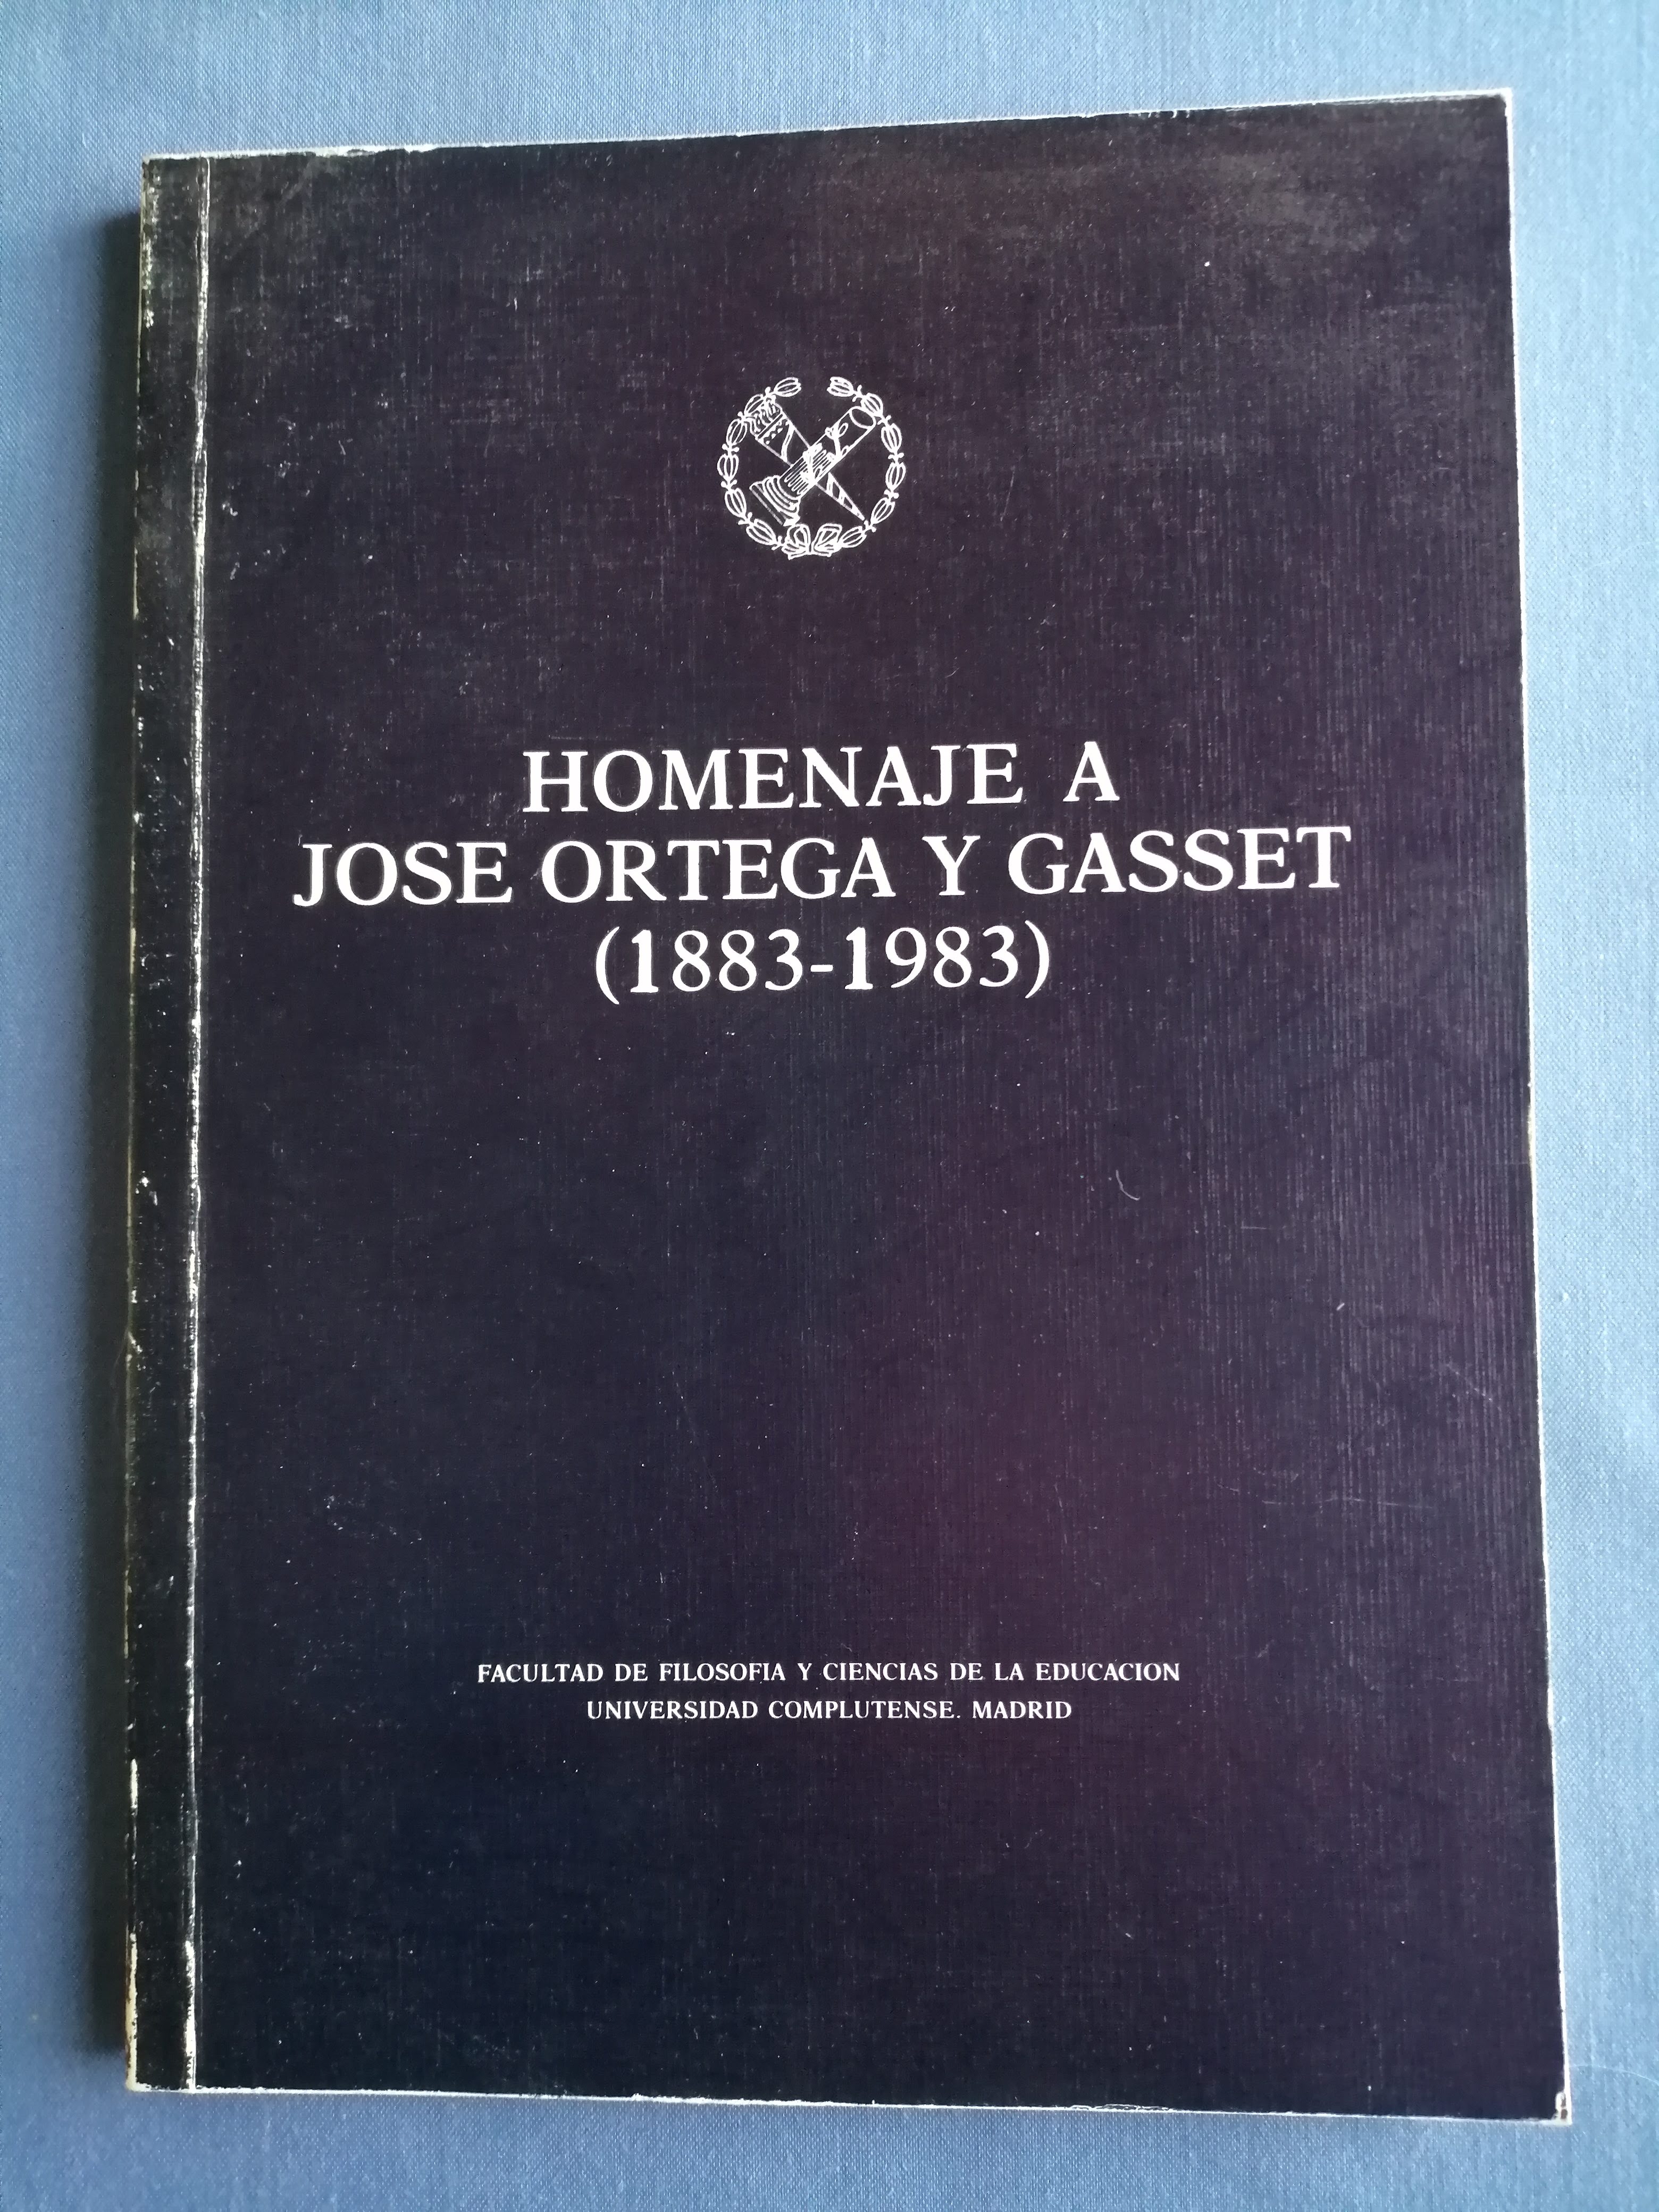 HOMENAJE A
JOSE ORTEGA Y GASSET
(1883-1983)
FACULTAD DE FILOSOFIA Y CIENCIAS DE LA EDUCACION
UNIVERSIDAD COMPLUTENSE. MADRID